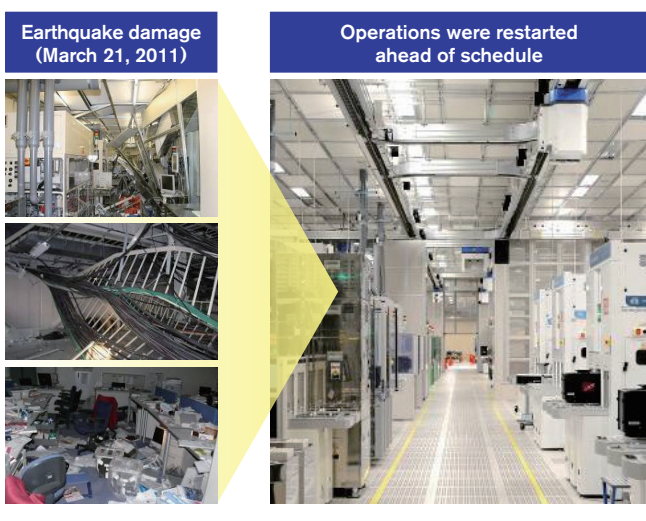 Earthquake damage
(March 21, 2011)
Operations were restarted
ahead of schedule